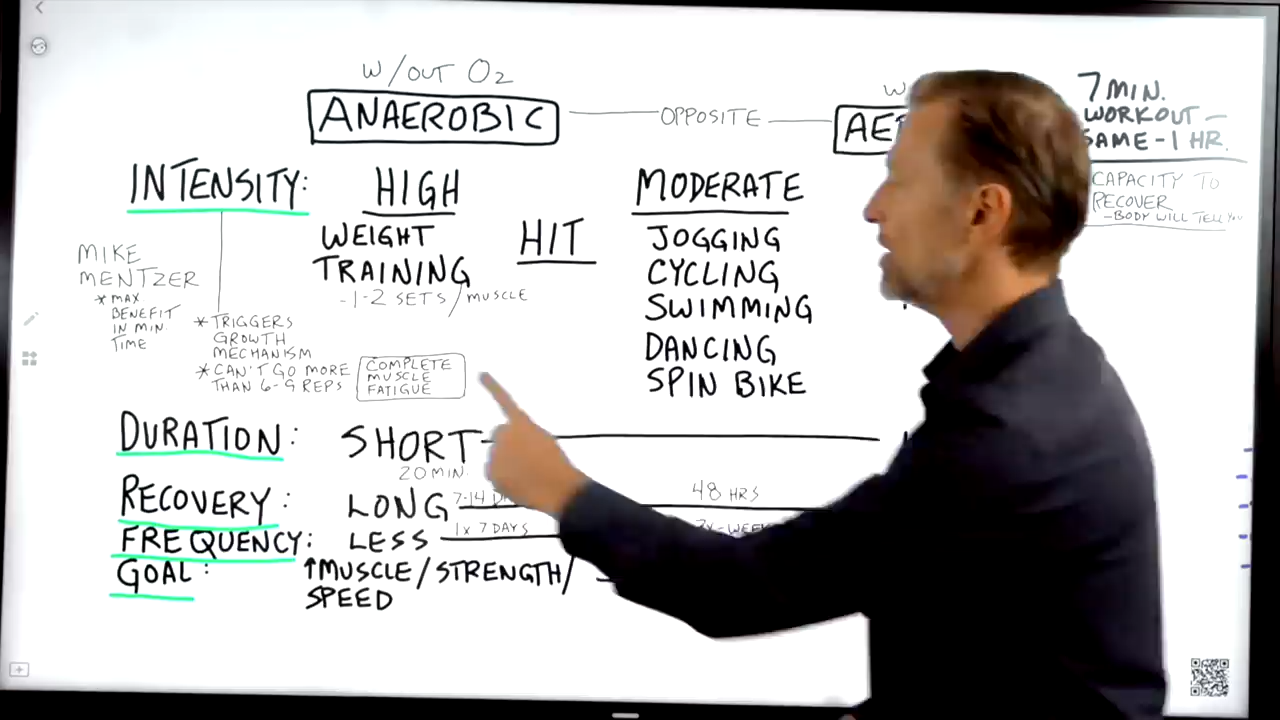 W/OUT O2
ANAEROBIC
OPPOSITE
7 MIN.
WORKOUT –
SAME – 1 HR.
CAPACITY TO
RECOVER
– BODY WILL TELL YOU
INTENSITY:
HIGH
WEIGHT
TRAINING
- 1-2 SETS/MUSCLE
HIT
MODERATE
JOGGING
CYCLING
SWIMMING
DANCING
SPIN BIKE
MIKE
MENTZER
* MAX.
BENEFIT
IN MIN.
TIME
* TRIGGERS
GROWTH
MECHANISM
* CAN'T GO MORE
THAN 6-9 REPS
COMPLETE
MUSCLE
FATIGUE
DURATION:
SHORT
20 MIN.
RECOVERY:
LONG
7-14
48 HRS
FREQUENCY:
LESS
1x 7 DAYS
GOAL:
↑MUSCLE/STRENGTH/
SPEED